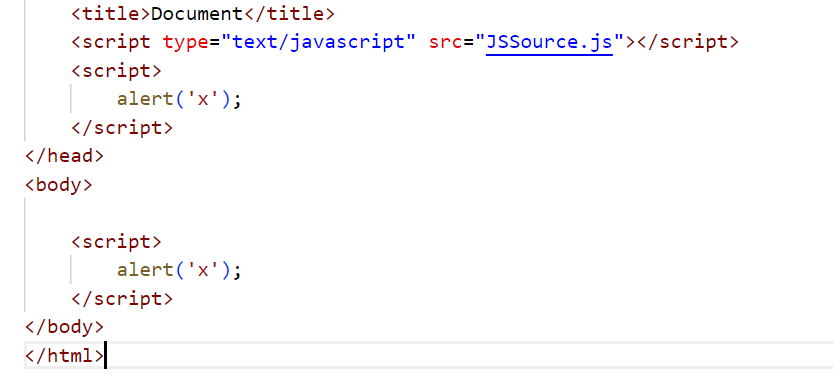 <title>Document</title>
<script type="text/javascript" src="JSSource.js"></script>
<script>
alert('x');
</script>
</head>
<body>
<script>
alert('x');
</script>
</body>
</html>